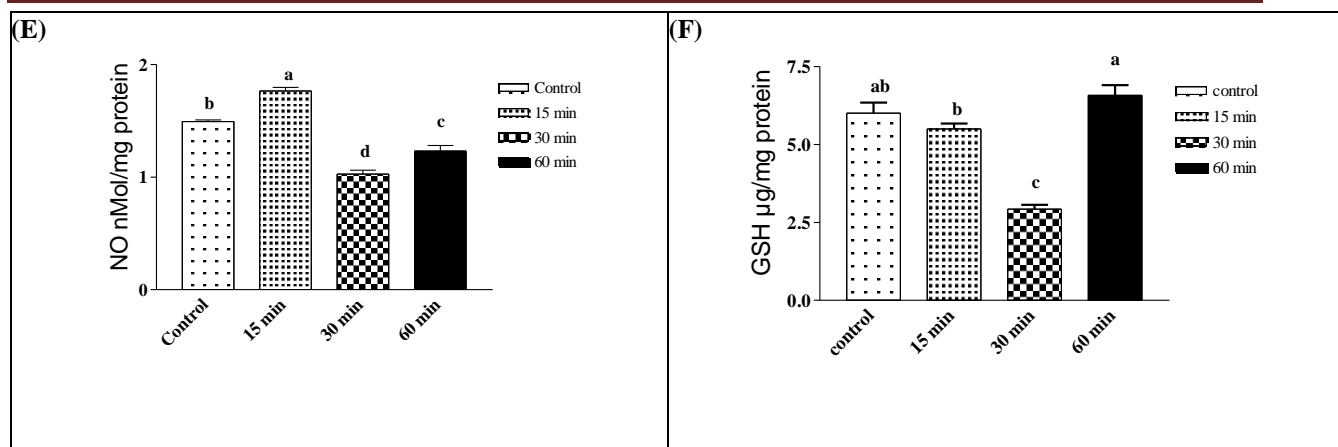 (E)
NO nMol/mg protein
2
1
0
b
a
d
c
Control
15 min
30 min
60 min
Control
15 min
30 min
60 min
(F)
GSH µg/mg protein
7.5
5.0
2.5
0.0
ab
b
c
a
control
15 min
30 min
60 min
control
15 min
30 min
60 min